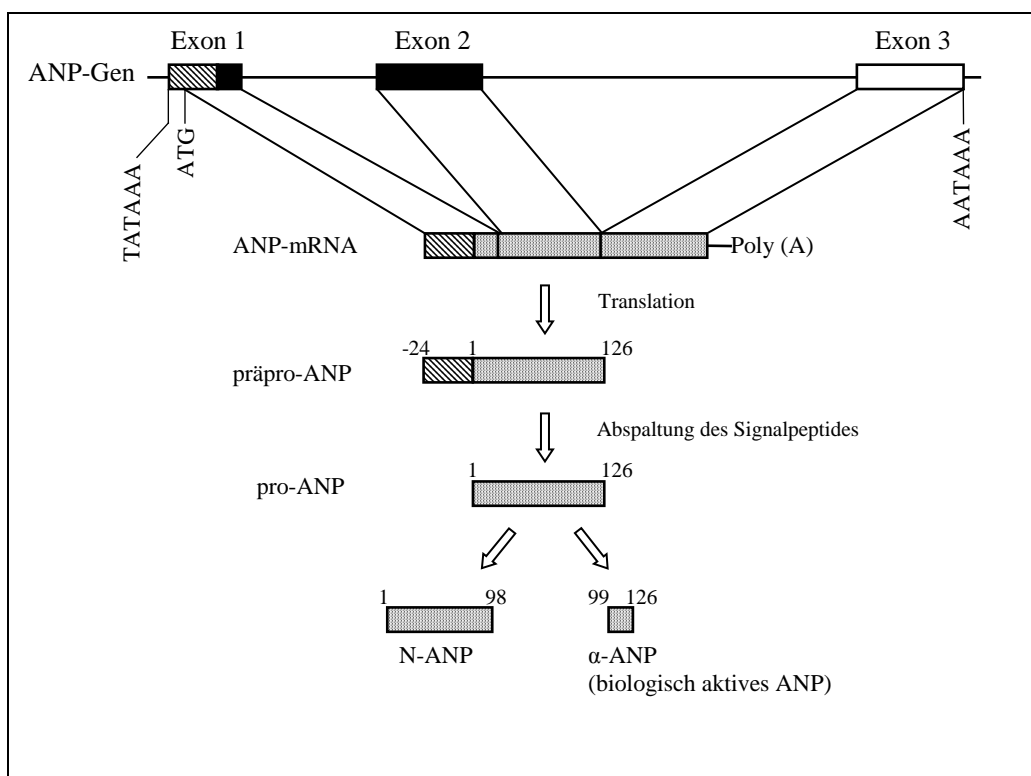 Exon 1 Exon 2 Exon 3
ANP-Gen
TATAAA
ATG
AATAAA
ANP-mRNA Poly (A)
Translation
-24 1 126
präpro-ANP
Abspaltung des Signalpeptides
1 126
pro-ANP
1 98 99 126
N-ANP α-ANP
(biologisch aktives ANP)